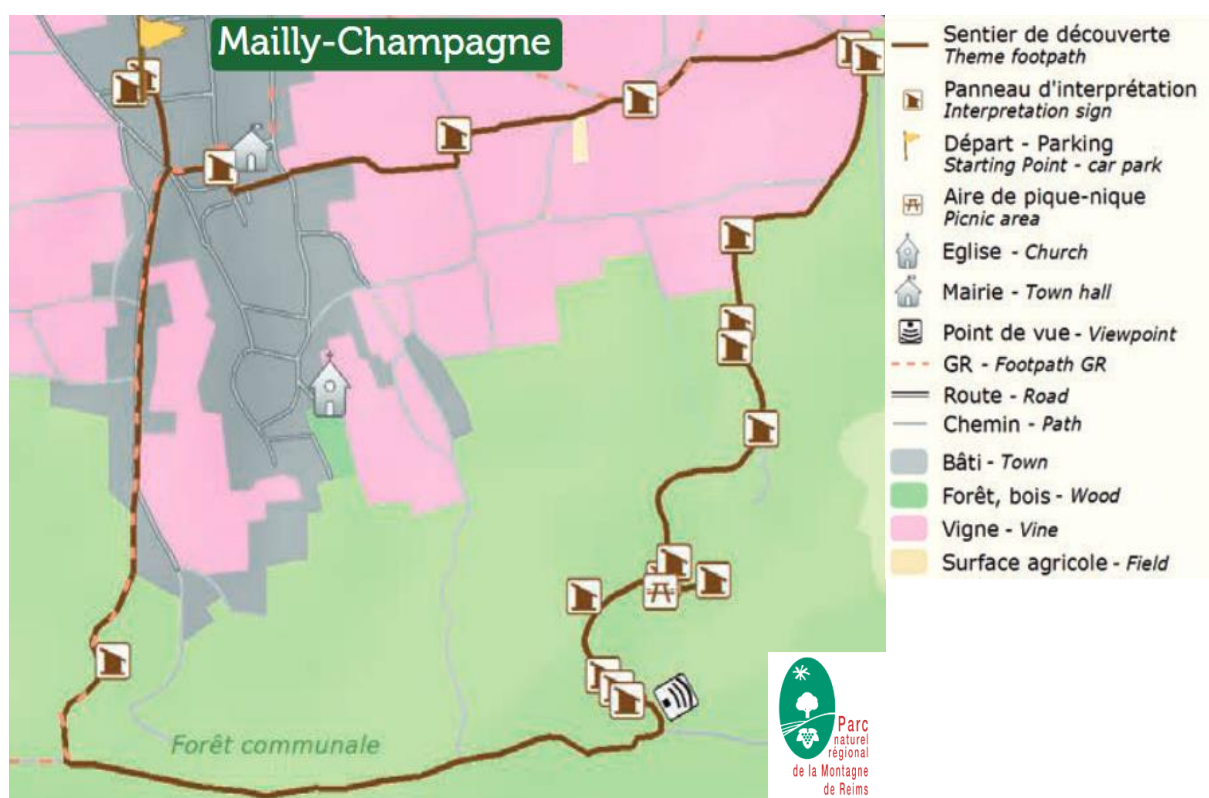 Mailly-Champagne
Forêt communale
Sentier de découverte
Theme footpath
Panneau d'interprétation
Interpretation sign
Départ - Parking
Starting Point - car park
Aire de pique-nique
Picnic area
Eglise - Church
Mairie - Town hall
Point de vue - Viewpoint
GR - Footpath GR
Route - Road
Chemin - Path
Bâti - Town
Forêt, bois - Wood
Vigne - Vine
Surface agricole - Field
Parc
naturel
régional
de la Montagne
de Reims